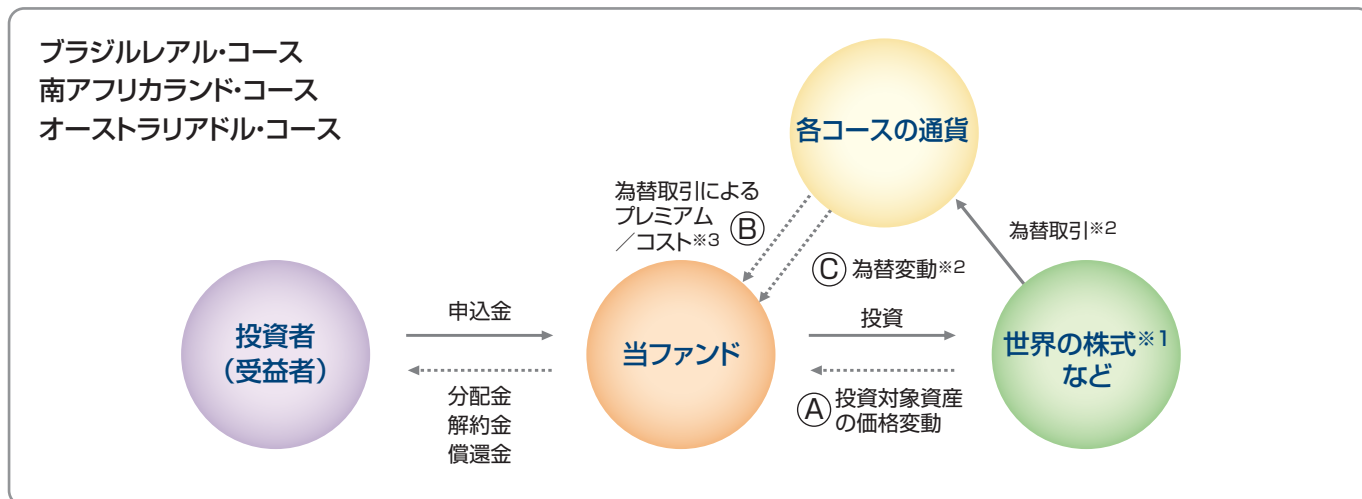 ブラジルレアル・コース
南アフリカランド・コース
オーストラリアドル・コース
各コースの通貨
為替取引による
プレミアム
／コスト※3
Ⓑ
為替取引※2
Ⓒ 為替変動※2
投資者
（受益者）
申込金
分配金
解約金
償還金
当ファンド
投資
Ⓐ 投資対象資産
の価格変動
世界の株式※1
など